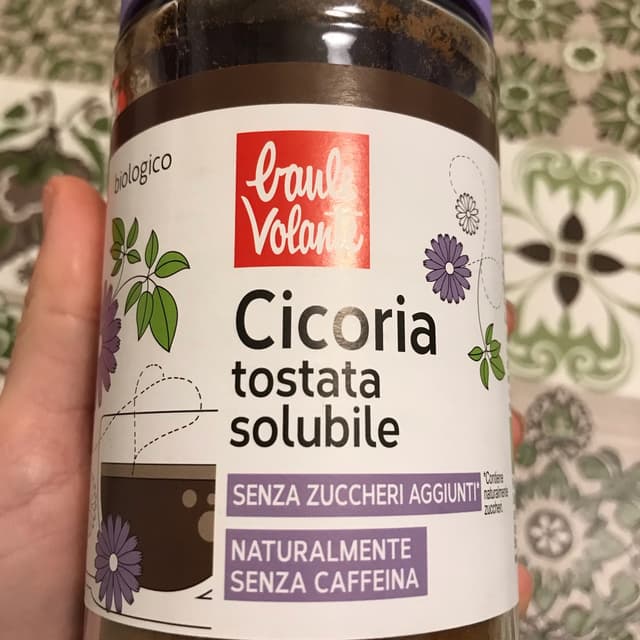 biologico
baule
Volante
Cicoria
tostata
solubile
SENZA ZUCCHERI AGGIUNTI*
*Contiene
naturalmente
zuccheri.
NATURALMENTE
SENZA CAFFEINA